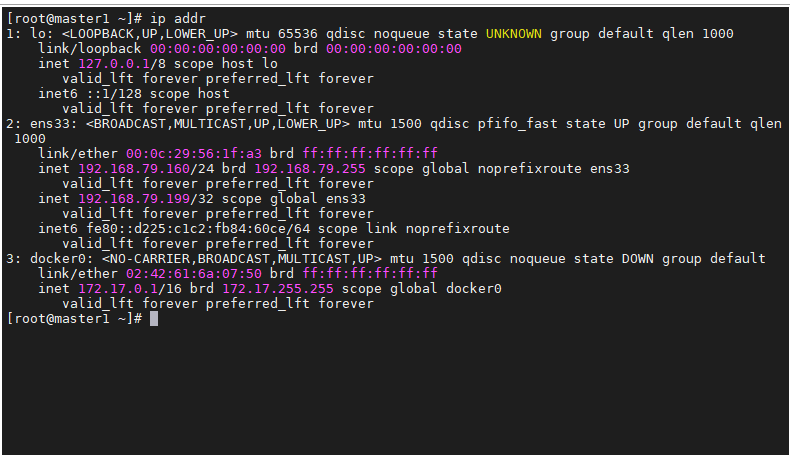 [root@master1 ~]# ip addr
1: lo: <LOOPBACK,UP,LOWER_UP> mtu 65536 qdisc noqueue state UNKNOWN group default qlen 1000
    link/loopback 00:00:00:00:00:00 brd 00:00:00:00:00:00
    inet 127.0.0.1/8 scope host lo
       valid_lft forever preferred_lft forever
    inet6 ::1/128 scope host
       valid_lft forever preferred_lft forever
2: ens33: <BROADCAST,MULTICAST,UP,LOWER_UP> mtu 1500 qdisc pfifo_fast state UP group default qlen
 1000
    link/ether 00:0c:29:56:1f:a3 brd ff:ff:ff:ff:ff:ff
    inet 192.168.79.160/24 brd 192.168.79.255 scope global noprefixroute ens33
       valid_lft forever preferred_lft forever
    inet 192.168.79.199/32 scope global ens33
       valid_lft forever preferred_lft forever
    inet6 fe80::d225:c1c2:fb84:60ce/64 scope link noprefixroute
       valid_lft forever preferred_lft forever
3: docker0: <NO-CARRIER,BROADCAST,MULTICAST,UP> mtu 1500 qdisc noqueue state DOWN group default
    link/ether 02:42:61:6a:07:50 brd ff:ff:ff:ff:ff:ff
    inet 172.17.0.1/16 brd 172.17.255.255 scope global docker0
       valid_lft forever preferred_lft forever
[root@master1 ~]#